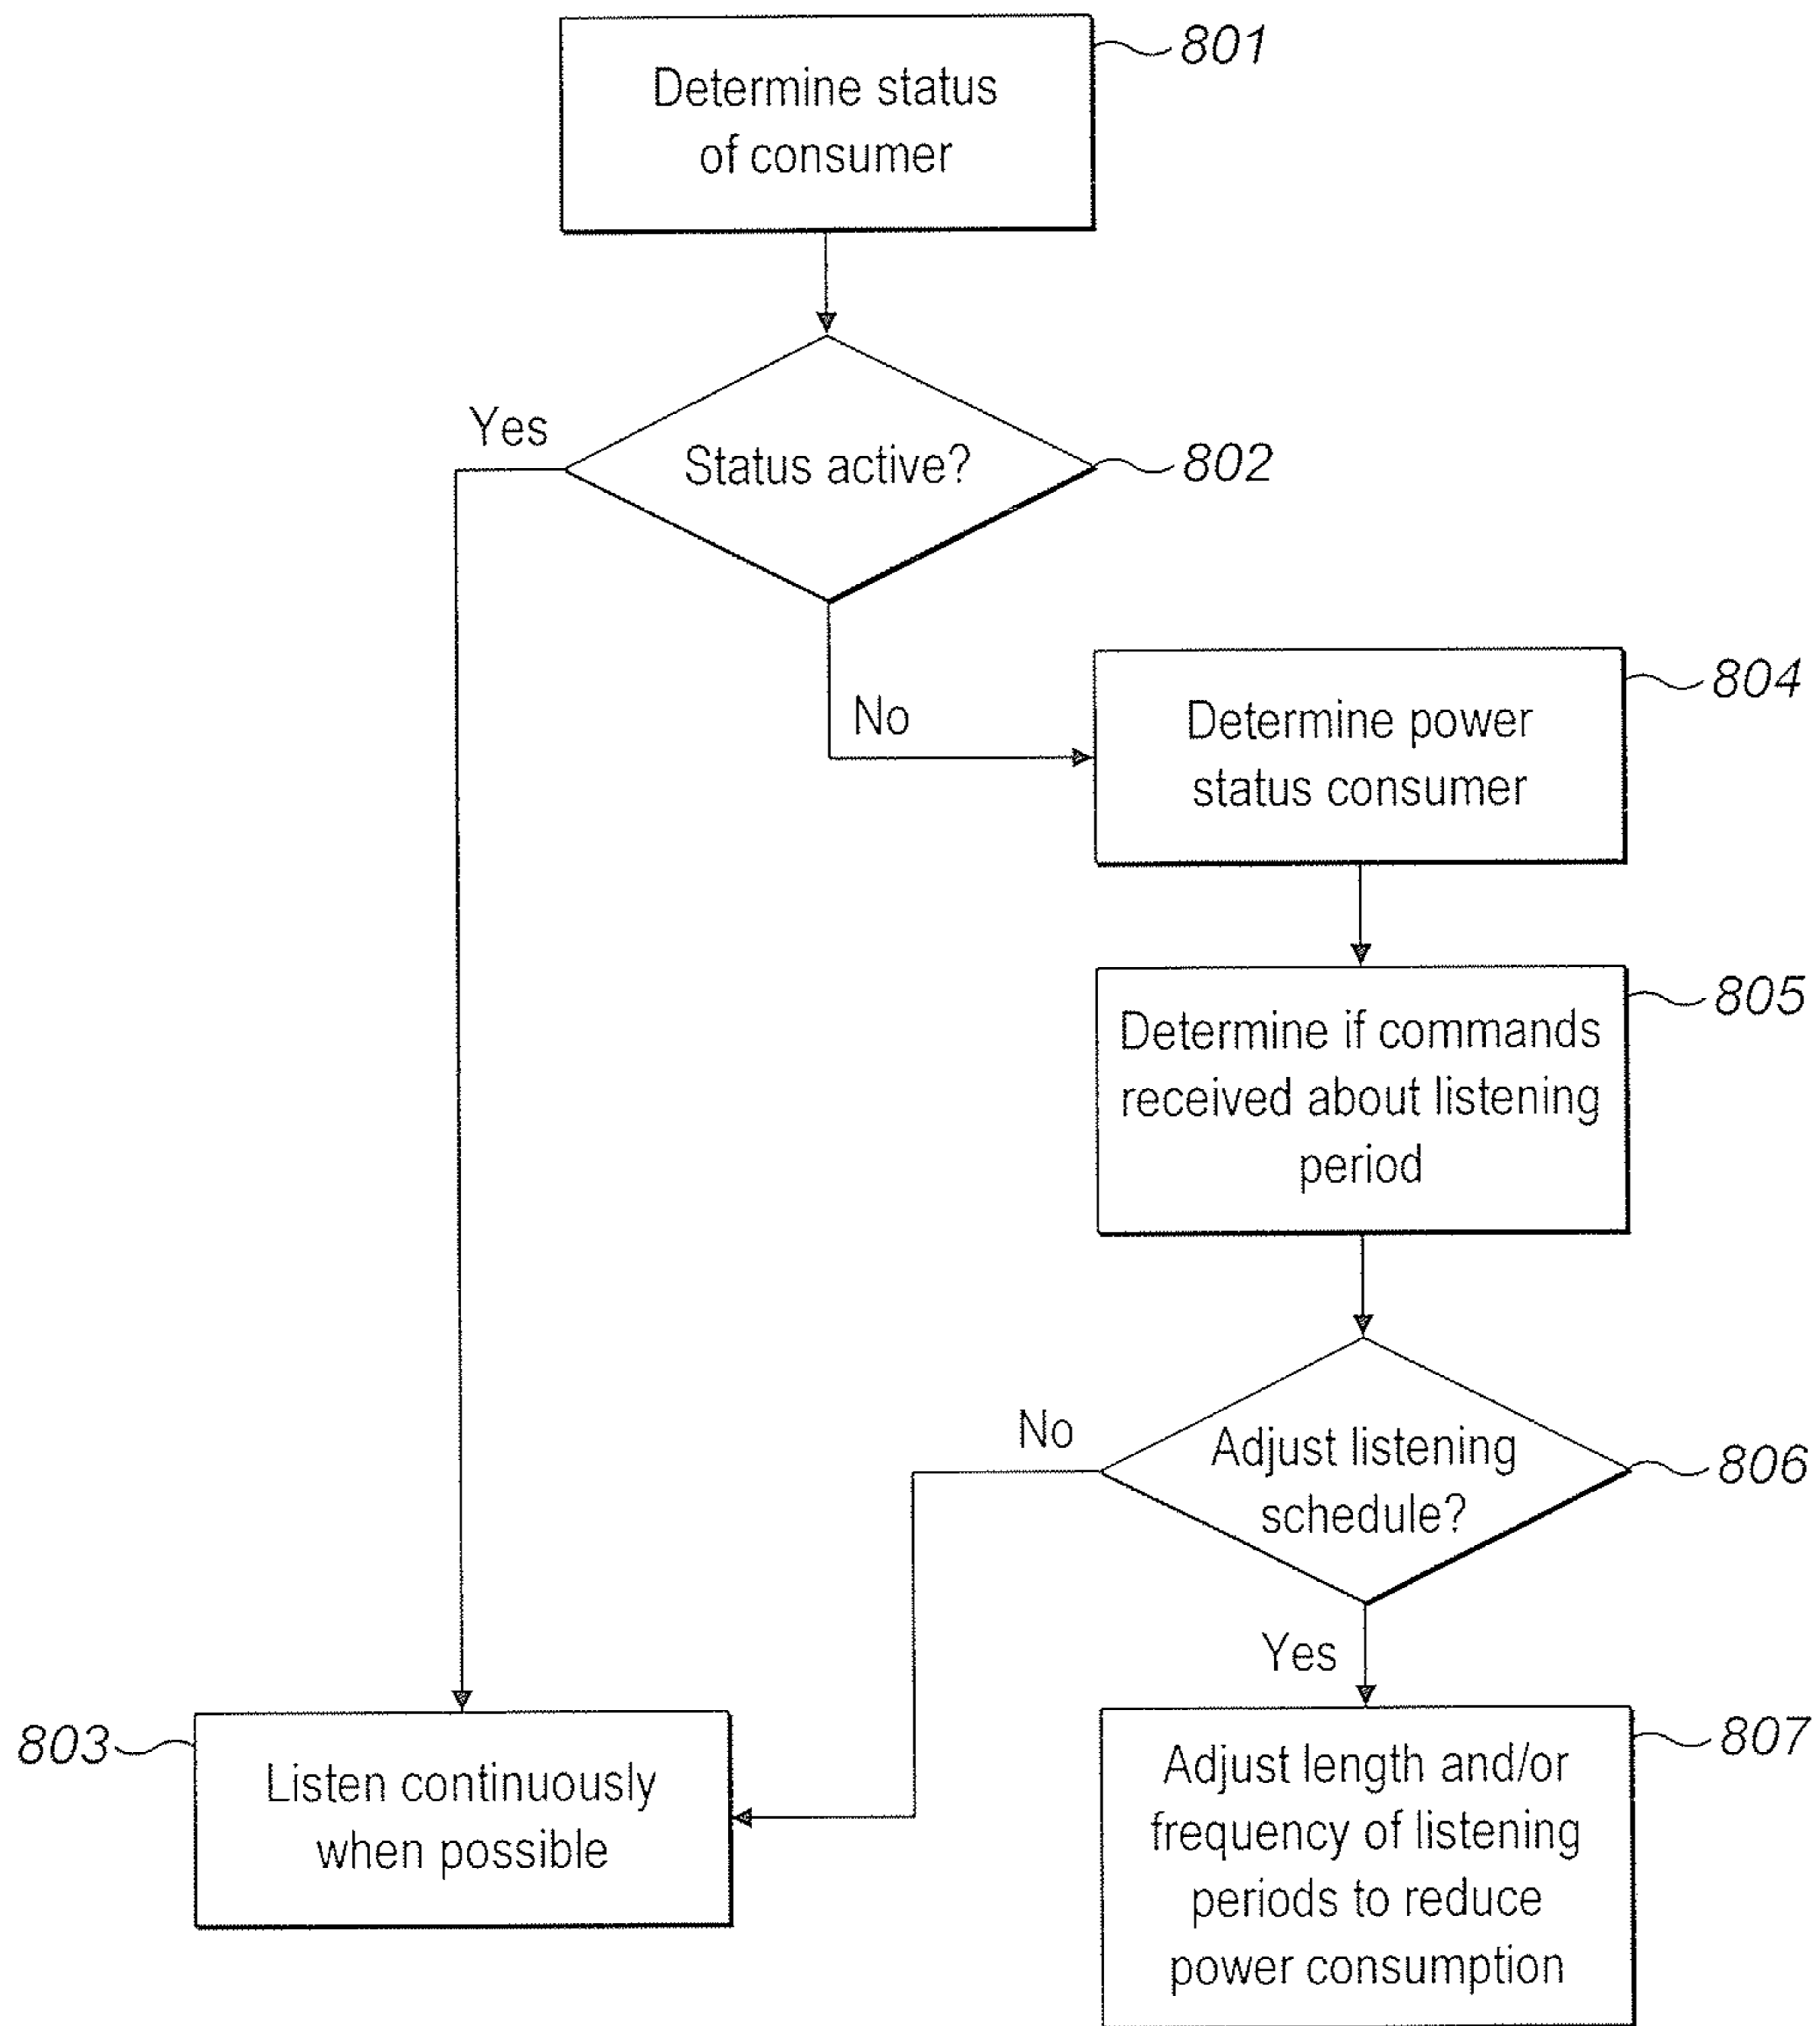 801
Determine status
of consumer
Yes
Status active?
802
804
No
Determine power
status consumer
805
Determine if commands
received about listening
period
No
Adjust listening
schedule?
806
Yes
803
Listen continuously
when possible
807
Adjust length and/or
frequency of listening
periods to reduce
power consumption